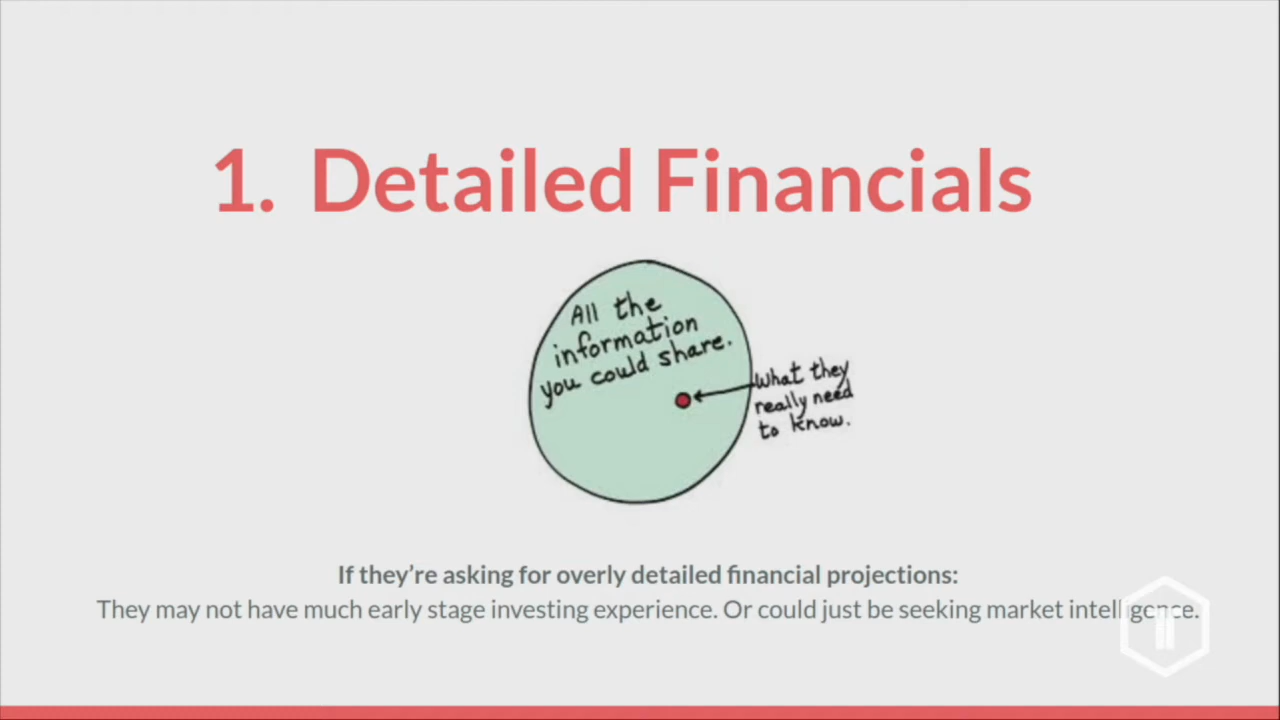 1. Detailed Financials
All the
information
you could share.
What they
really need
to know.
If they're asking for overly detailed financial projections:
They may not have much early stage investing experience. Or could just be seeking market intelligence.